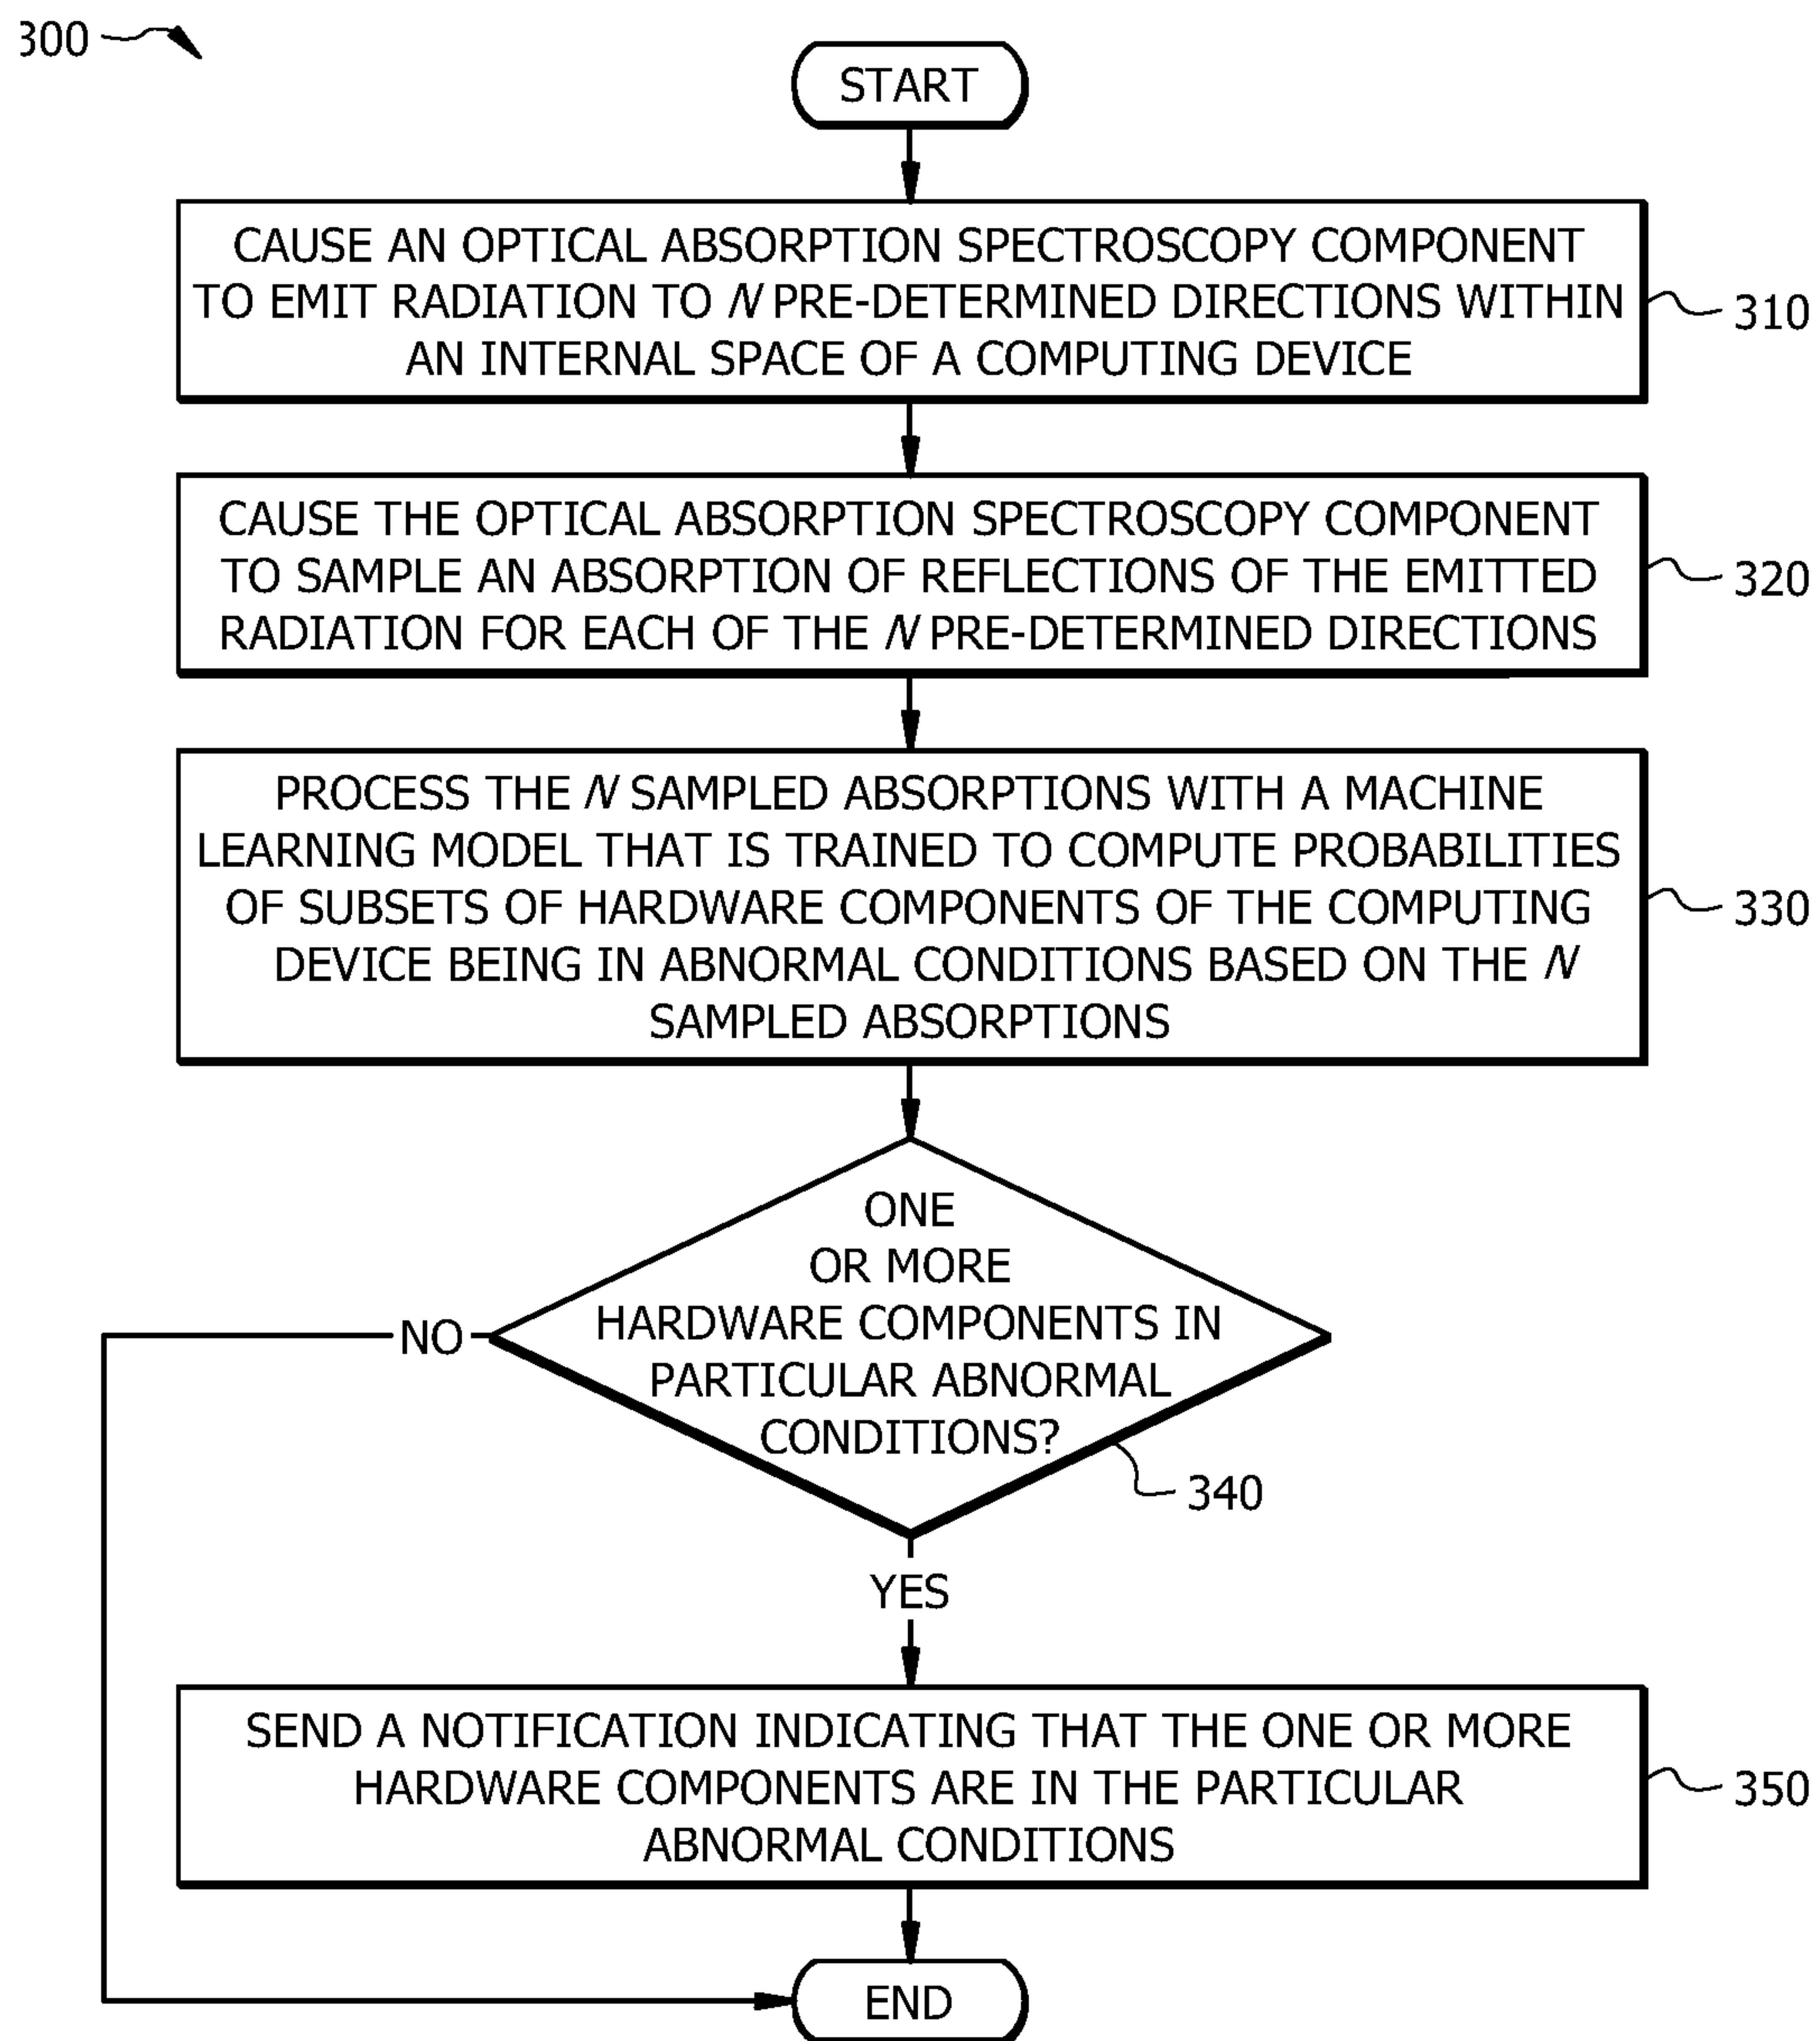 300
START
CAUSE AN OPTICAL ABSORPTION SPECTROSCOPY COMPONENT
TO EMIT RADIATION TO N PRE-DETERMINED DIRECTIONS WITHIN
AN INTERNAL SPACE OF A COMPUTING DEVICE
310
CAUSE THE OPTICAL ABSORPTION SPECTROSCOPY COMPONENT
TO SAMPLE AN ABSORPTION OF REFLECTIONS OF THE EMITTED
RADIATION FOR EACH OF THE N PRE-DETERMINED DIRECTIONS
320
PROCESS THE N SAMPLED ABSORPTIONS WITH A MACHINE
LEARNING MODEL THAT IS TRAINED TO COMPUTE PROBABILITIES
OF SUBSETS OF HARDWARE COMPONENTS OF THE COMPUTING
DEVICE BEING IN ABNORMAL CONDITIONS BASED ON THE N
SAMPLED ABSORPTIONS
330
ONE
OR MORE
HARDWARE COMPONENTS IN
PARTICULAR ABNORMAL
CONDITIONS?
NO
340
YES
SEND A NOTIFICATION INDICATING THAT THE ONE OR MORE
HARDWARE COMPONENTS ARE IN THE PARTICULAR
ABNORMAL CONDITIONS
350
END